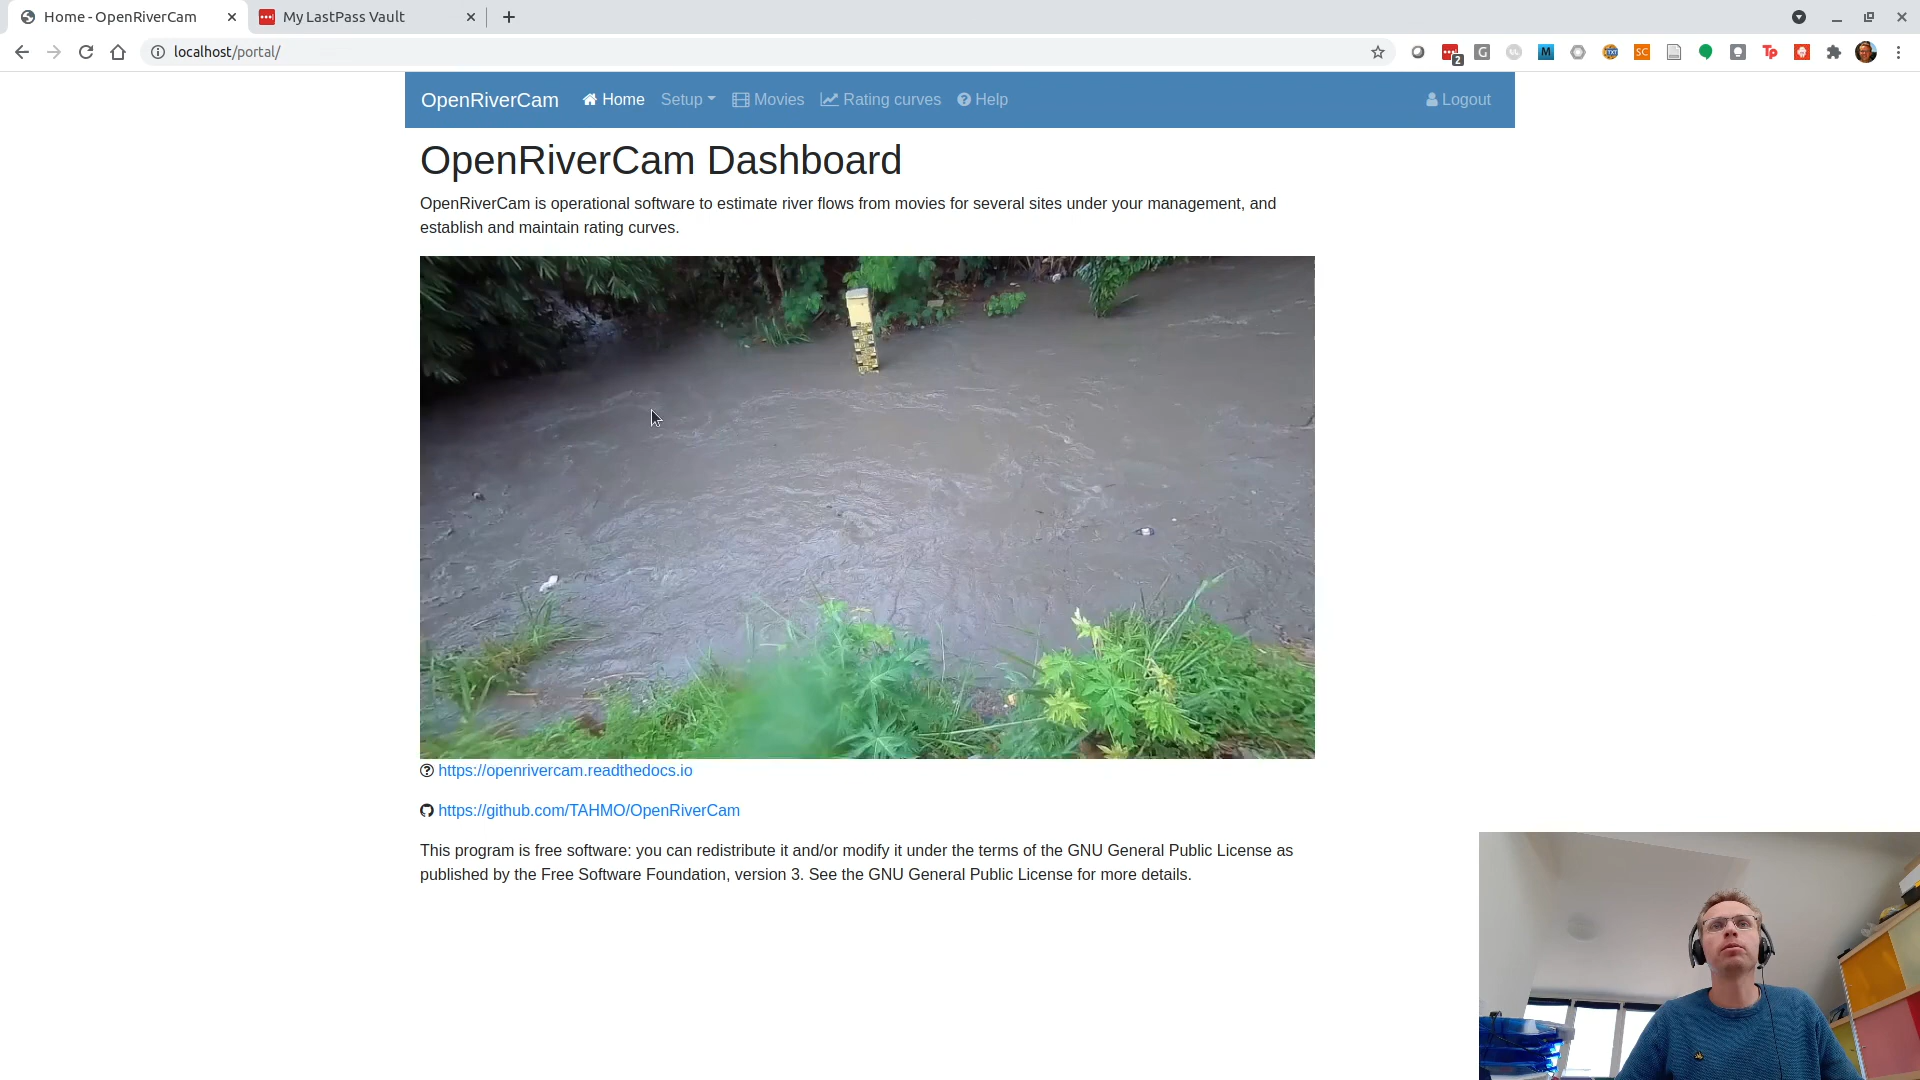 Home - OpenRiverCam
My LastPass Vault
localhost/portal/
2
G
M
TXT
SC
Tp
OpenRiverCam
Home
Setup
Movies
Rating curves
Help
Logout
OpenRiverCam Dashboard
OpenRiverCam is operational software to estimate river flows from movies for several sites under your management, and
establish and maintain rating curves.
https://openrivercam.readthedocs.io
https://github.com/TAHMO/OpenRiverCam
This program is free software: you can redistribute it and/or modify it under the terms of the GNU General Public License as
published by the Free Software Foundation, version 3. See the GNU General Public License for more details.